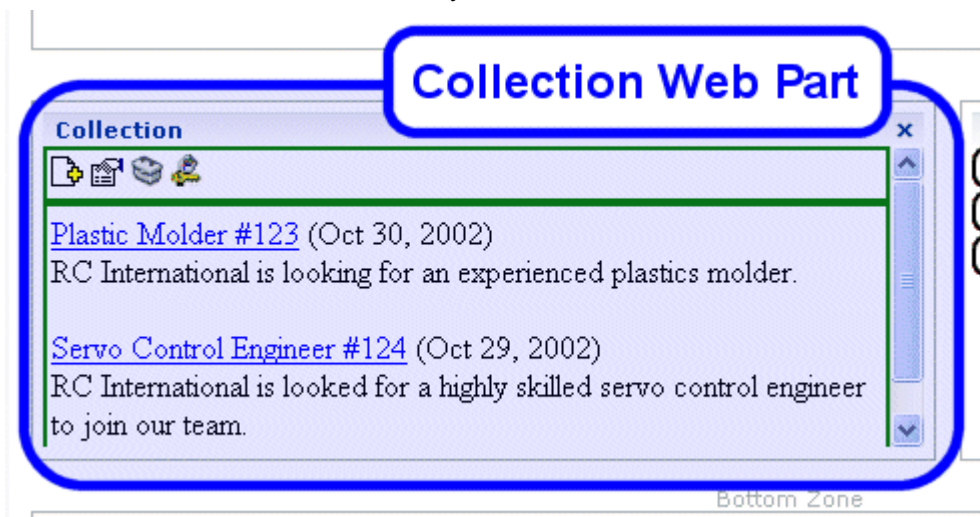 Collection Web Part
Collection
Plastic Molder #123 (Oct 30, 2002)
RC International is looking for an experienced plastics molder.
Servo Control Engineer #124 (Oct 29, 2002)
RC International is looked for a highly skilled servo control engineer
to join our team.
Bottom Zone